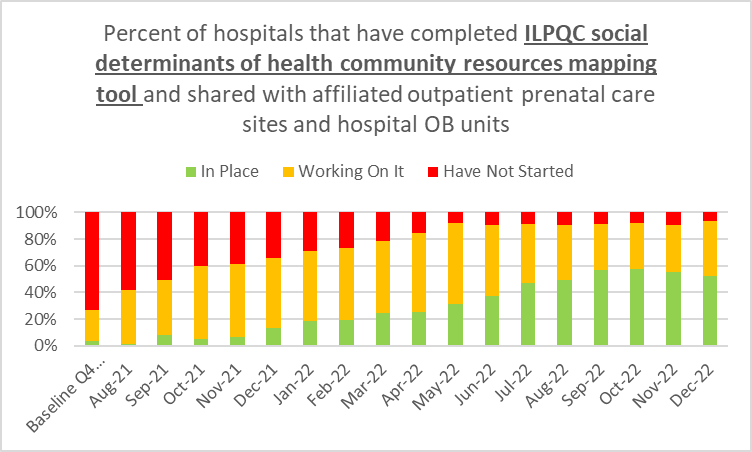 Percent of hospitals that have completed ILPQC social
determinants of health community resources mapping
tool and shared with affiliated outpatient prenatal care
sites and hospital OB units
In Place
Working On It
Have Not Started
100%
80%
60%
40%
20%
0%
Baseline Q4...
Aug-21
Sep-21
Oct-21
Nov-21
Dec-21
Jan-22
Feb-22
Mar-22
Apr-22
May-22
Jun-22
Jul-22
Aug-22
Sep-22
Oct-22
Nov-22
Dec-22